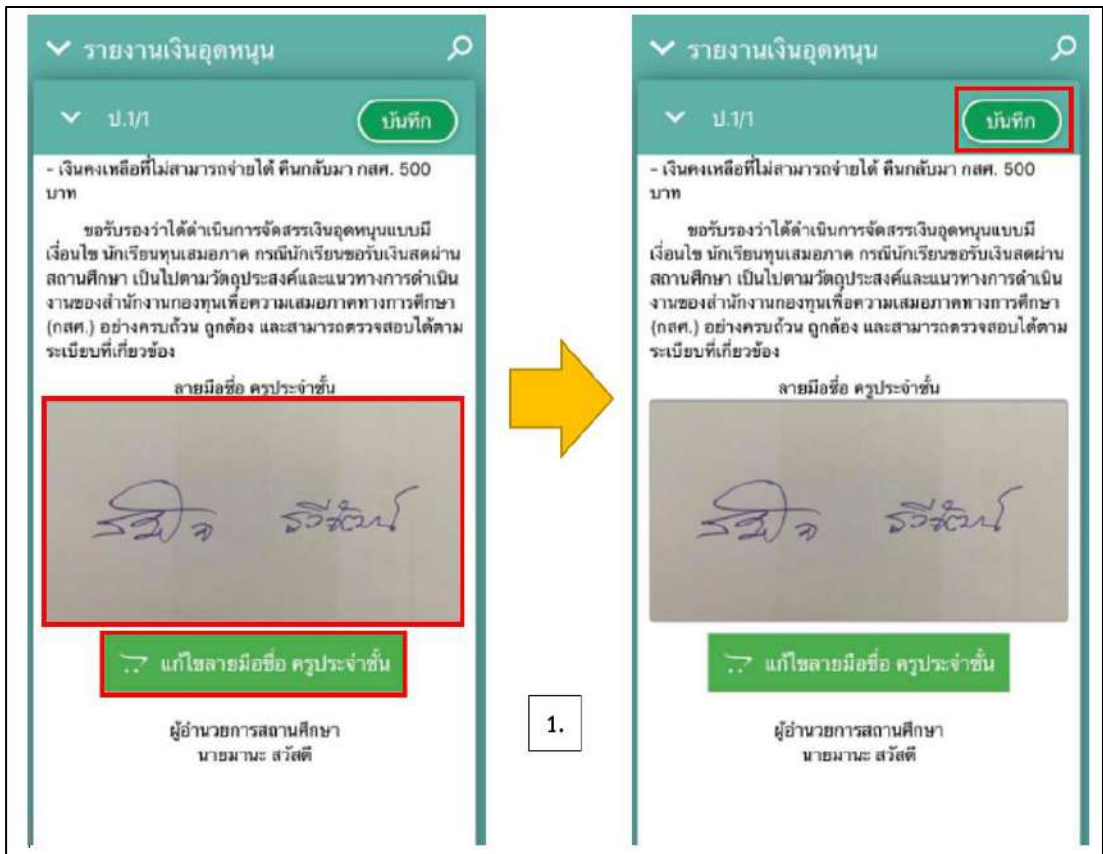 รายงานเงินอุดหนุน
ป.1/1
บันทึก
- เงินคงเหลือที่ไม่สามารถจ่ายได้ คืนกลับมา กสศ. 500
บาท
ขอรับรองว่าได้ดำเนินการจัดสรรเงินอุดหนุนแบบมี
เงื่อนไข นักเรียนทุนเสมอภาค กรณีนักเรียนขอรับเงินสดผ่าน
สถานศึกษา เป็นไปตามวัตถุประสงค์และแนวทางการดำเนิน
งานของสำนักงานกองทุนเพื่อความเสมอภาคทางการศึกษา
(กสศ.) อย่างครบถ้วน ถูกต้อง และสามารถตรวจสอบได้ตาม
ระเบียบที่เกี่ยวข้อง
ลายมือชื่อ ครูประจำชั้น
แก้ไขลายมือชื่อ ครูประจำชั้น
ผู้อำนวยการสถานศึกษา
นายมานะ สวัสดี
1.
รายงานเงินอุดหนุน
ป.1/1
บันทึก
- เงินคงเหลือที่ไม่สามารถจ่ายได้ คืนกลับมา กสศ. 500
บาท
ขอรับรองว่าได้ดำเนินการจัดสรรเงินอุดหนุนแบบมี
เงื่อนไข นักเรียนทุนเสมอภาค กรณีนักเรียนขอรับเงินสดผ่าน
สถานศึกษา เป็นไปตามวัตถุประสงค์และแนวทางการดำเนิน
งานของสำนักงานกองทุนเพื่อความเสมอภาคทางการศึกษา
(กสศ.) อย่างครบถ้วน ถูกต้อง และสามารถตรวจสอบได้ตาม
ระเบียบที่เกี่ยวข้อง
ลายมือชื่อ ครูประจำชั้น
แก้ไขลายมือชื่อ ครูประจำชั้น
ผู้อำนวยการสถานศึกษา
นายมานะ สวัสดี